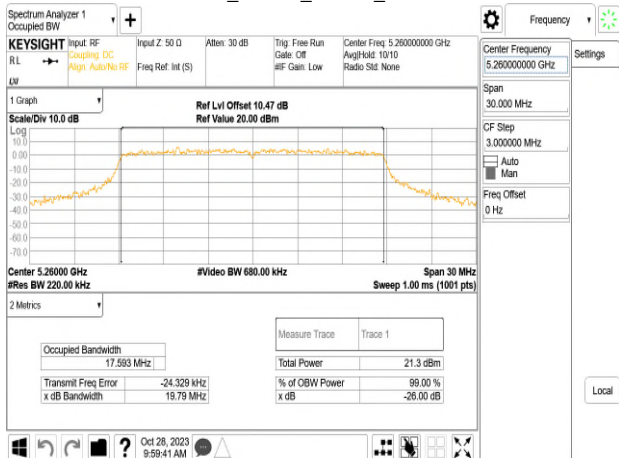 Spectrum Analyzer 1
Occupied BW
Frequency
KEYSIGHT Input: RF Input Z: 50 Ω Atten: 30 dB Trig: Free Run Center Freq: 5.260000000 GHz
RL Coupling: DC Gate: Off Avg|Hold: 10/10
Align: Auto/No RF Freq Ref: Int (S) #IF Gain: Low Radio Std: None
LXI
Center Frequency
5.260000000 GHz
Settings
Span
30.000 MHz
CF Step
3.000000 MHz
Auto
Man
Freq Offset
0 Hz
Local
1 Graph
Ref Lvl Offset 10.47 dB
Scale/Div 10.0 dB Ref Value 20.00 dBm
Log
10.0
0.00
-10.0
-20.0
-30.0
-40.0
-50.0
-60.0
-70.0
Center 5.26000 GHz #Video BW 680.00 kHz Span 30 MHz
#Res BW 220.00 kHz Sweep 1.00 ms (1001 pts)
2 Metrics
Measure Trace Trace 1
Occupied Bandwidth
17.593 MHz Total Power 21.3 dBm
Transmit Freq Error -24.329 kHz % of OBW Power 99.00 %
x dB Bandwidth 19.79 MHz x dB -26.00 dB
? Oct 28, 2023
9:59:41 AM